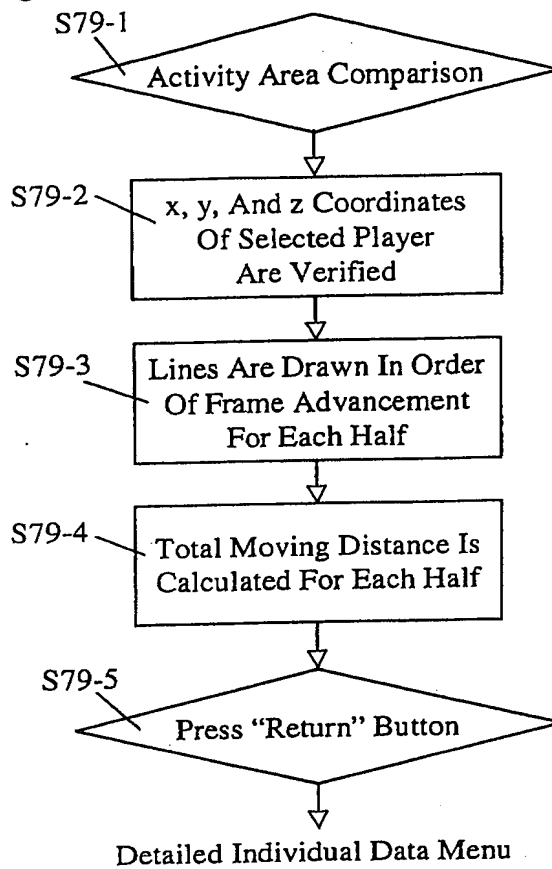 S79-1
Activity Area Comparison
S79-2
x, y, And z Coordinates
Of Selected Player
Are Verified
S79-3
Lines Are Drawn In Order
Of Frame Advancement
For Each Half
S79-4
Total Moving Distance Is
Calculated For Each Half
S79-5
Press “Return” Button
Detailed Individual Data Menu